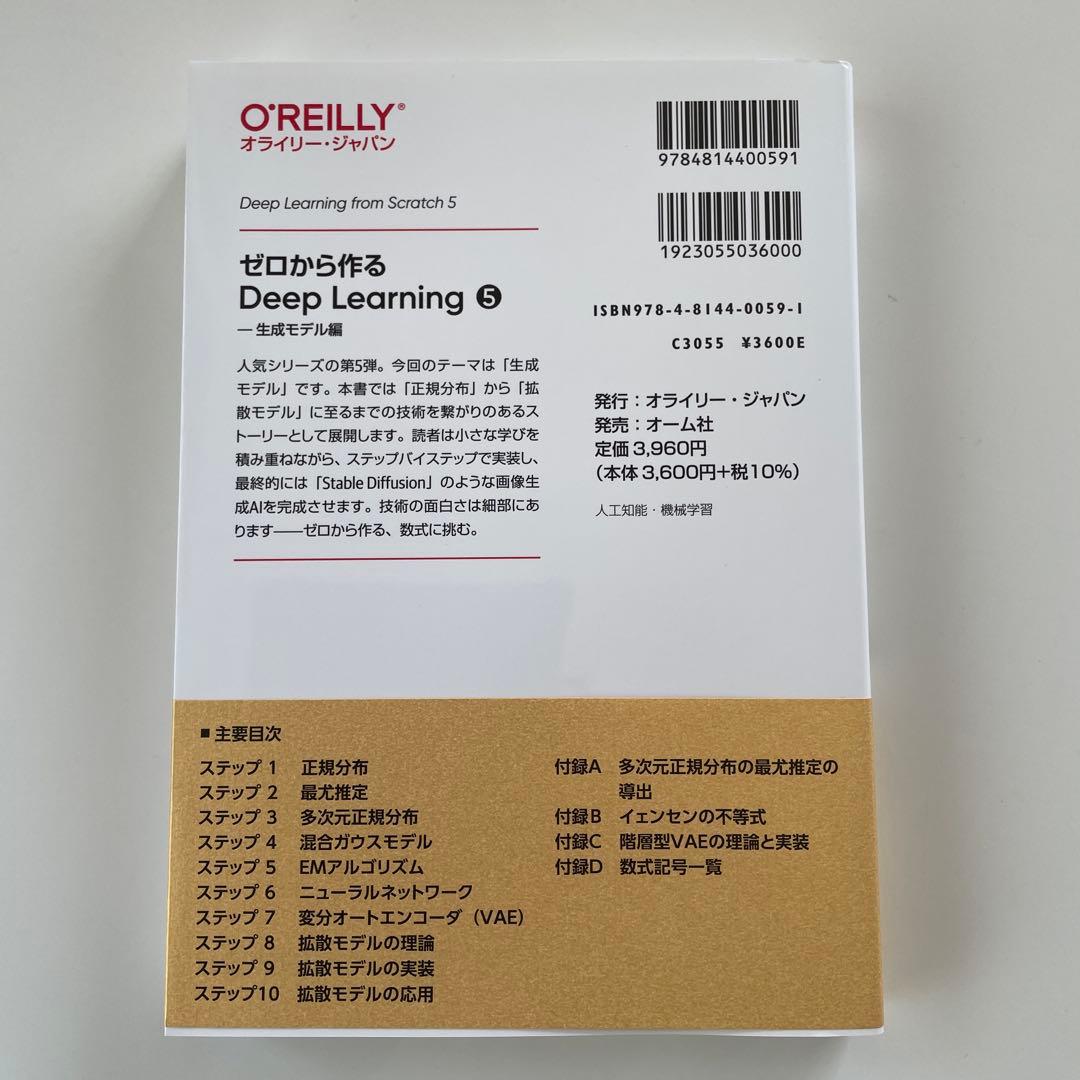 O'REILLY®
オライリー・ジャパン
Deep Learning from Scratch 5
ゼロから作る
Deep Learning ❺
― 生成モデル編
人気シリーズの第5弾。今回のテーマは「生成
モデル」です。本書では「正規分布」から「拡
散モデル」に至るまでの技術を繋がりのあるス
トーリーとして展開します。読者は小さな学びを
積み重ねながら、ステップバイステップで実装し、
最終的には「Stable Diffusion」のような画像生
成AIを完成させます。技術の面白さは細部にあ
ります――ゼロから作る、数式に挑む。
9784814400591
1923055036000
ISBN978-4-8144-0059-1
C3055 ¥3600E
発行：オライリー・ジャパン
発売：オーム社
定価3,960円
（本体3,600円+税10%）
人工知能・機械学習
■ 主要目次
ステップ 1 正規分布
ステップ 2 最尤推定
ステップ 3 多次元正規分布
ステップ 4 混合ガウスモデル
ステップ 5 EMアルゴリズム
ステップ 6 ニューラルネットワーク
ステップ 7 変分オートエンコーダ（VAE）
ステップ 8 拡散モデルの理論
ステップ 9 拡散モデルの実装
ステップ10 拡散モデルの応用
付録A 多次元正規分布の最尤推定の
導出
付録B イェンセンの不等式
付録C 階層型VAEの理論と実装
付録D 数式記号一覧